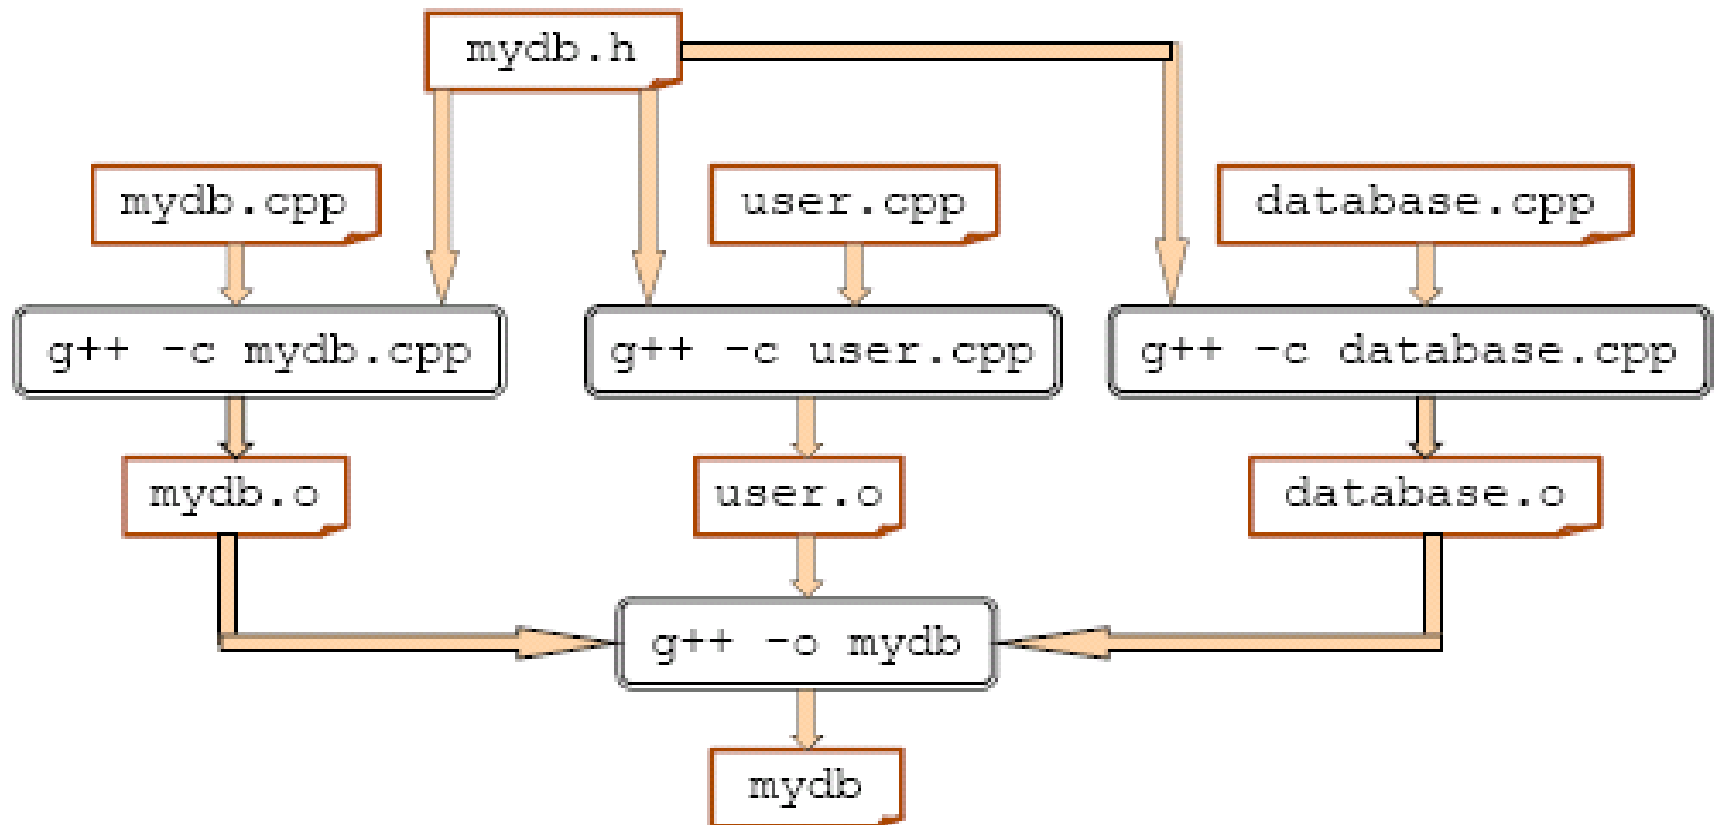 mydb.h
mydb.cpp
user.cpp
database.cpp
g++ -c mydb.cpp
g++ -c user.cpp
g++ -c database.cpp
mydb.o
user.o
database.o
g++ -o mydb
mydb